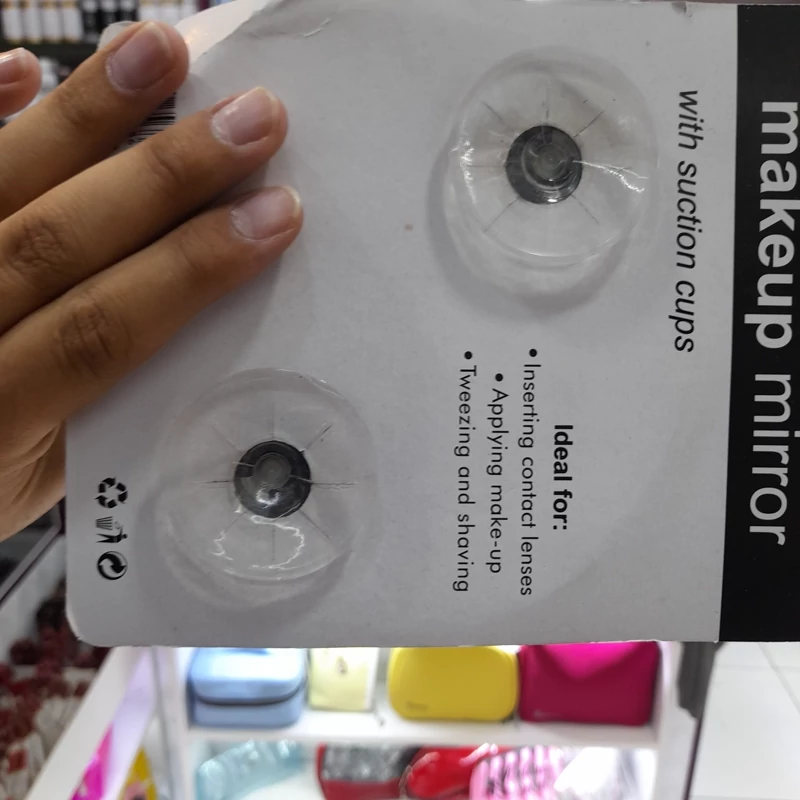 makeup mirror
with suction cups
Ideal for:
• Inserting contact lenses
• Applying make-up
• Tweezing and shaving